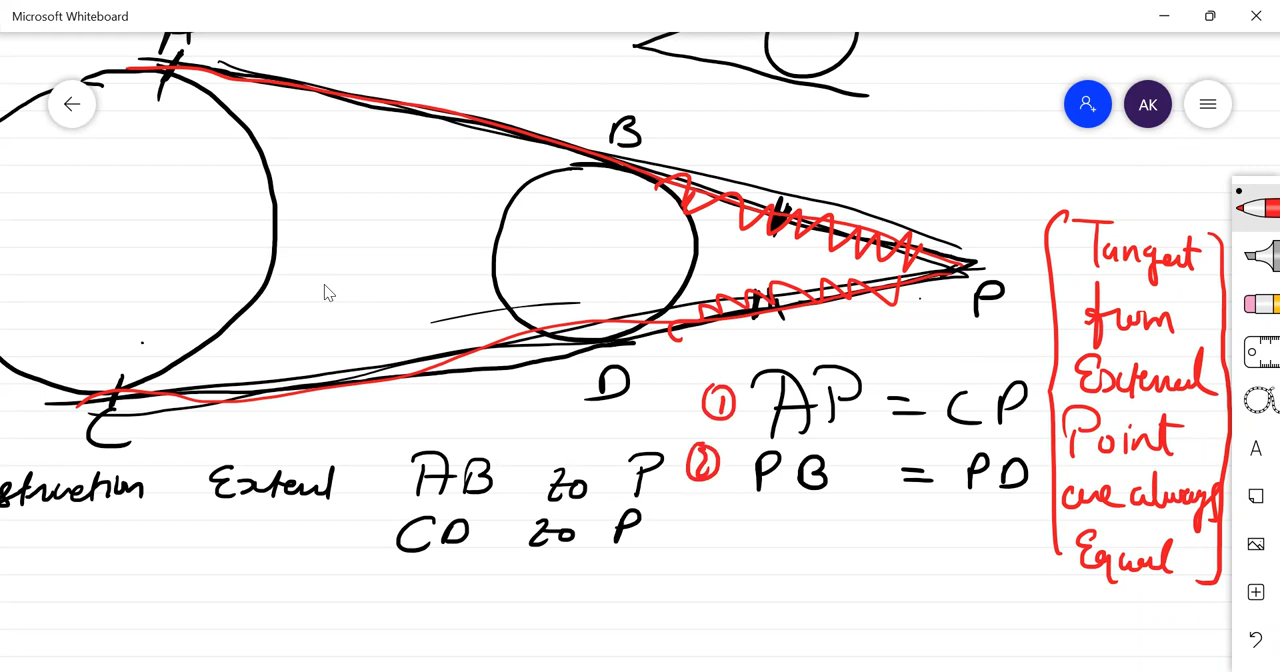 Microsoft Whiteboard
A
B
AK
P
D
C
Tangent
from
External
Point
are always
Equal
① AP = CP
② PB = PD
struction Extend AB to P
CD to P
A